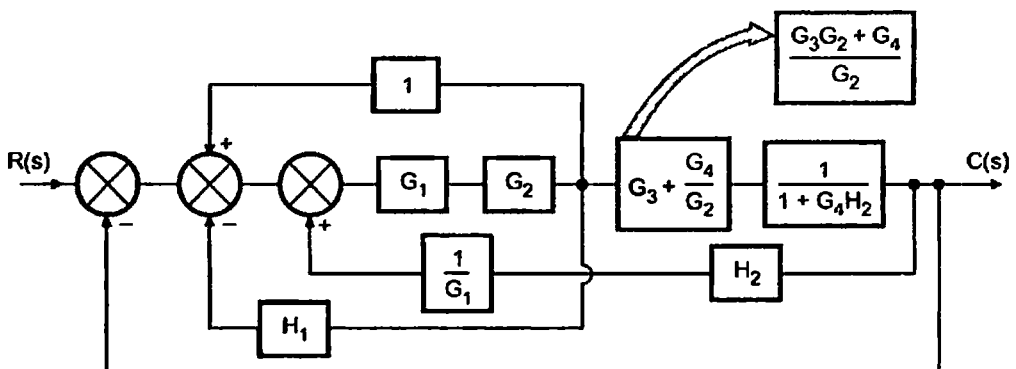 G₃G₂ + G₄
G₂
1
+
R(s)
G₁
G₂
G₃ + G₄
G₂
1
1 + G₄H₂
C(s)
−
−
+
1
G₁
H₂
H₁